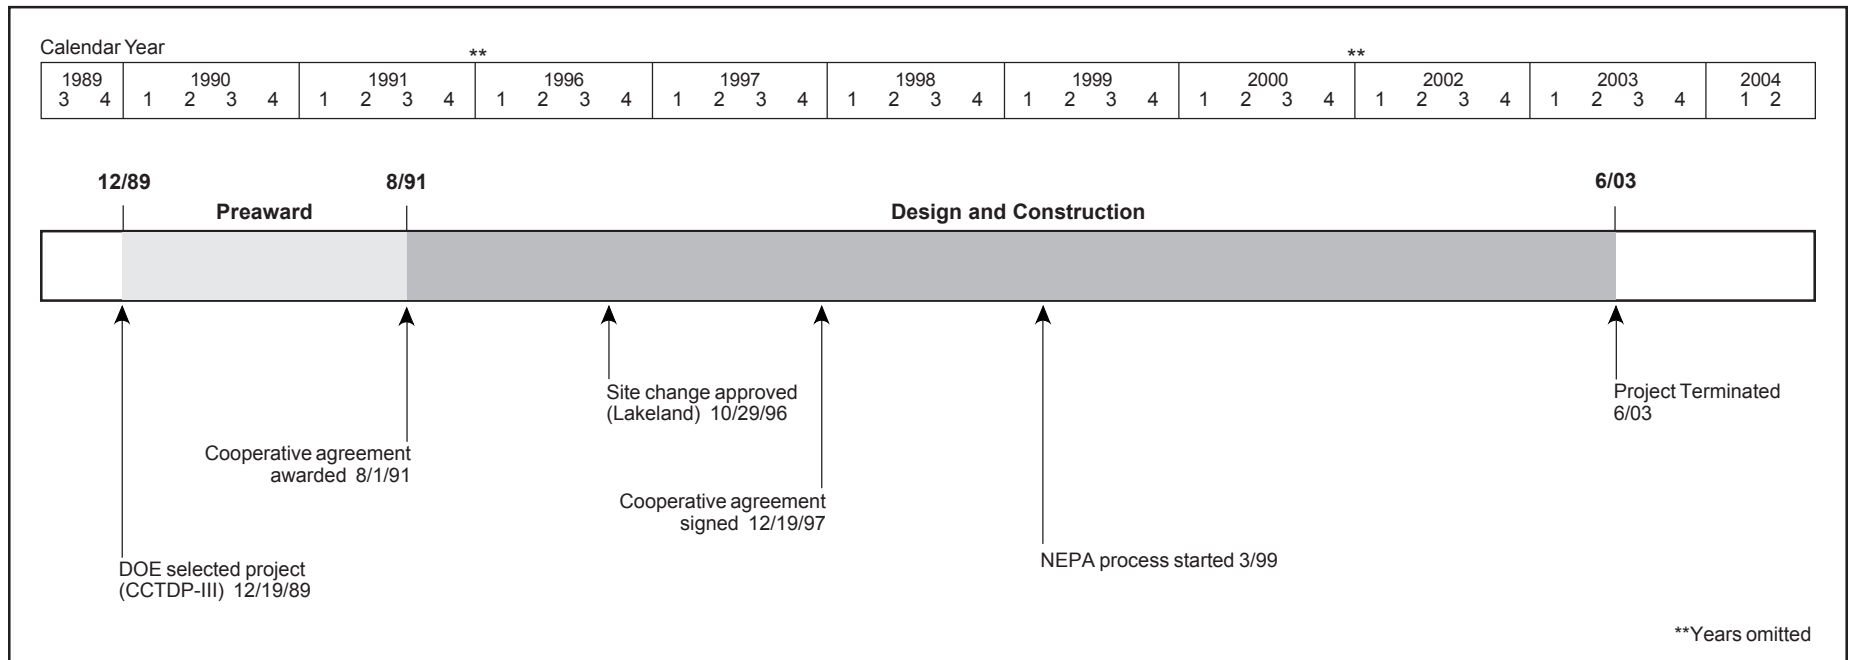 Calendar Year
** **
1989 1990 1991 1996 1997 1998 1999 2000 2002 2003 2004
3 4 1 2 3 4 1 2 3 4 1 2 3 4 1 2 3 4 1 2 3 4 1 2 3 4 1 2 3 4 1 2 3 4 1 2 3 4 1 2
12/89 8/91 6/03
Preaward Design and Construction
Site change approved
(Lakeland) 10/29/96
Project Terminated
6/03
Cooperative agreement
awarded 8/1/91
Cooperative agreement
signed 12/19/97
NEPA process started 3/99
DOE selected project
(CCTDP-III) 12/19/89
**Years omitted